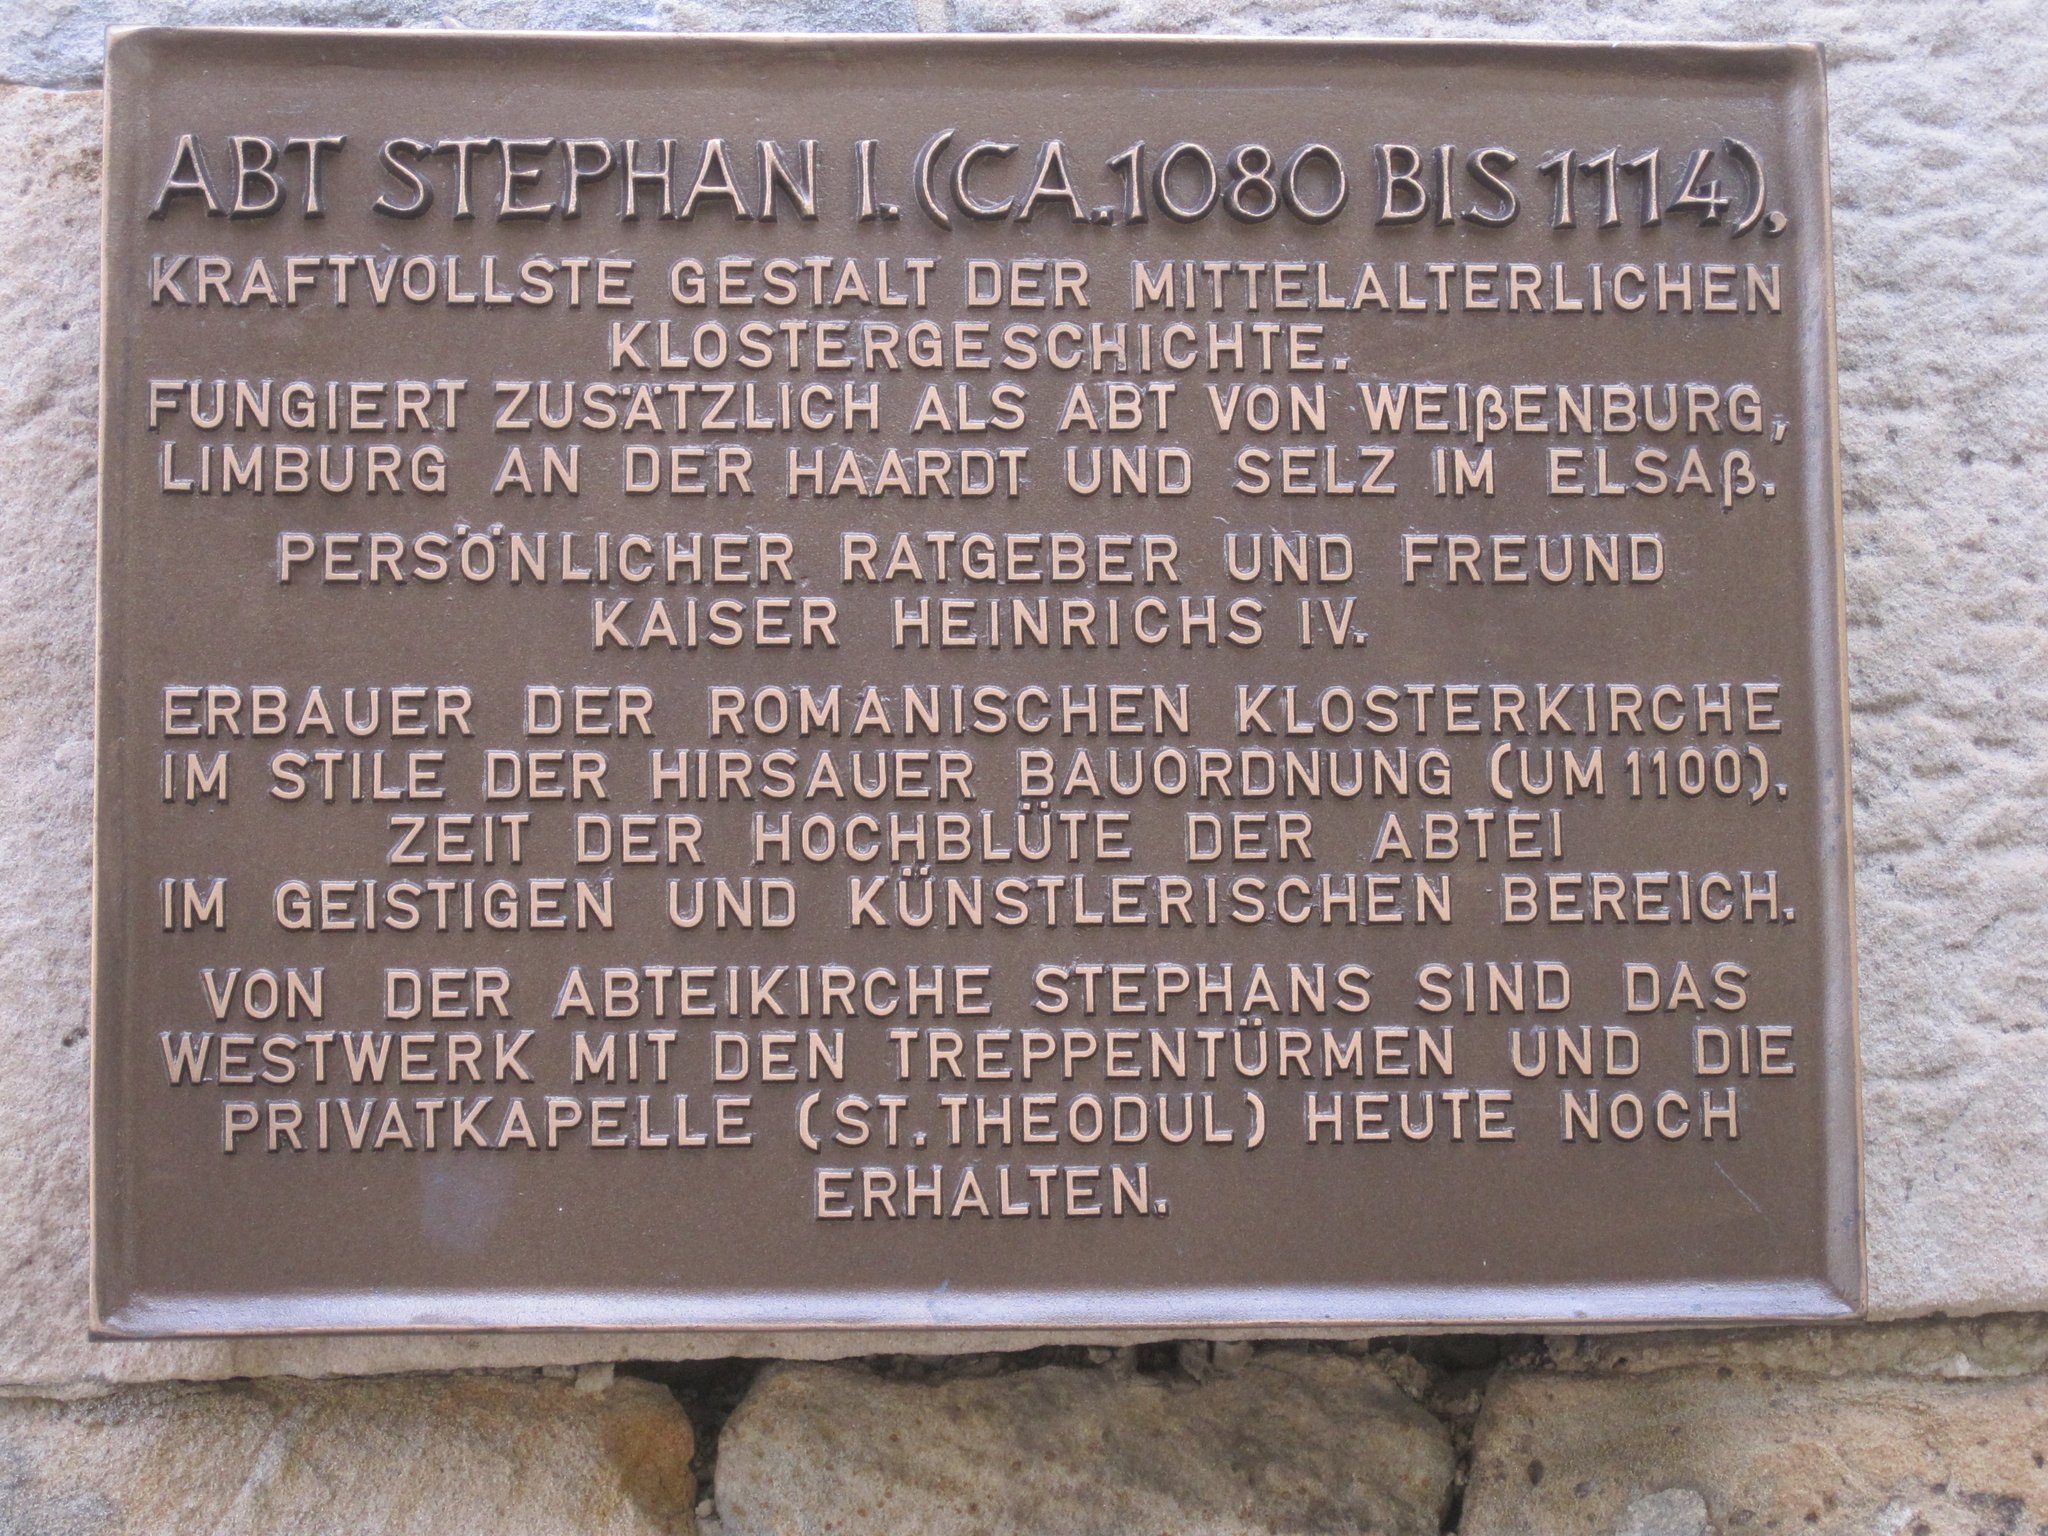 ABT STEPHAN I. (CA. 1080 BIS 1114),
KRAFTVOLLSTE GESTALT DER MITTELALTERLICHEN
KLOSTERGESCHICHTE.
FUNGIERT ZUSÄTZLICH ALS ABT VON WEIßENBURG,
LIMBURG AN DER HAARDT UND SELZ IM ELSAß.
PERSÖNLICHER RATGEBER UND FREUND
KAISER HEINRICHS IV.
ERBAUER DER ROMANISCHEN KLOSTERKIRCHE
IM STILE DER HIRSAUER BAUORDNUNG (UM 1100).
ZEIT DER HOCHBLÜTE DER ABTEI
IM GEISTIGEN UND KÜNSTLERISCHEN BEREICH.
VON DER ABTEIKIRCHE STEPHANS SIND DAS
WESTWERK MIT DEN TREPPENTÜRMEN UND DIE
PRIVATKAPELLE (ST. THEODUL) HEUTE NOCH
ERHALTEN.